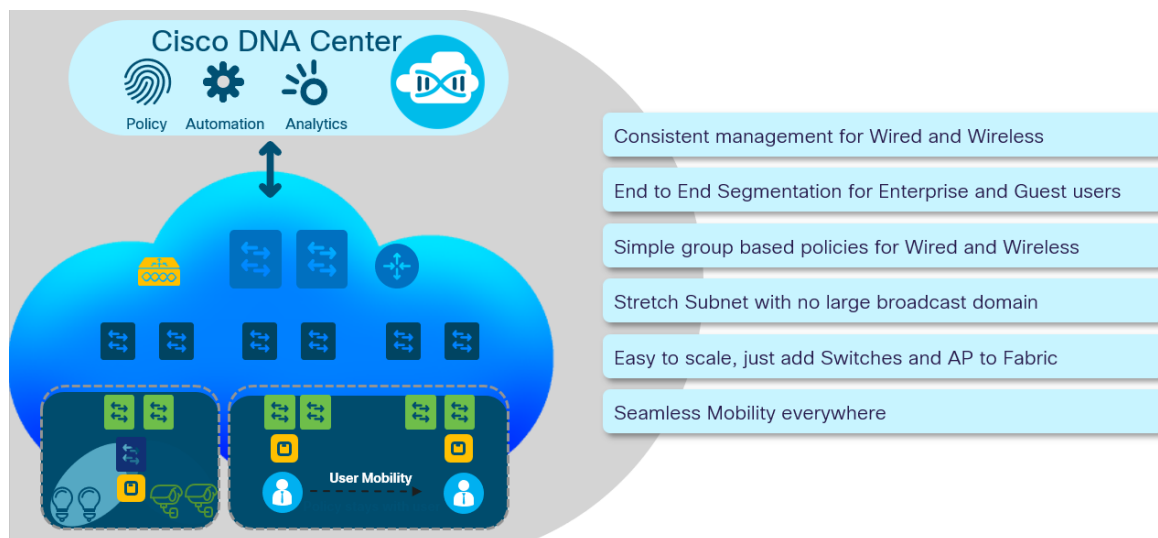 Cisco DNA Center
Policy Automation Analytics
User Mobility
Consistent management for Wired and Wireless
End to End Segmentation for Enterprise and Guest users
Simple group based policies for Wired and Wireless
Stretch Subnet with no large broadcast domain
Easy to scale, just add Switches and AP to Fabric
Seamless Mobility everywhere